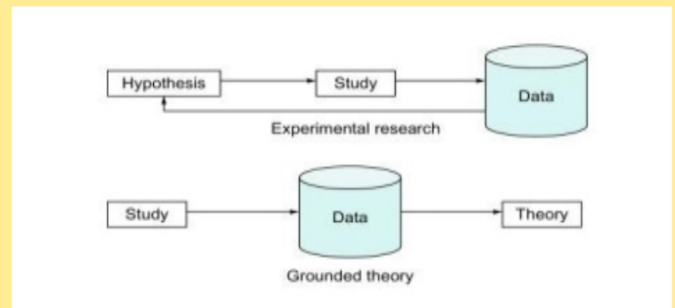 Hypothesis
Study
Data
Experimental research
Study
Data
Theory
Grounded theory